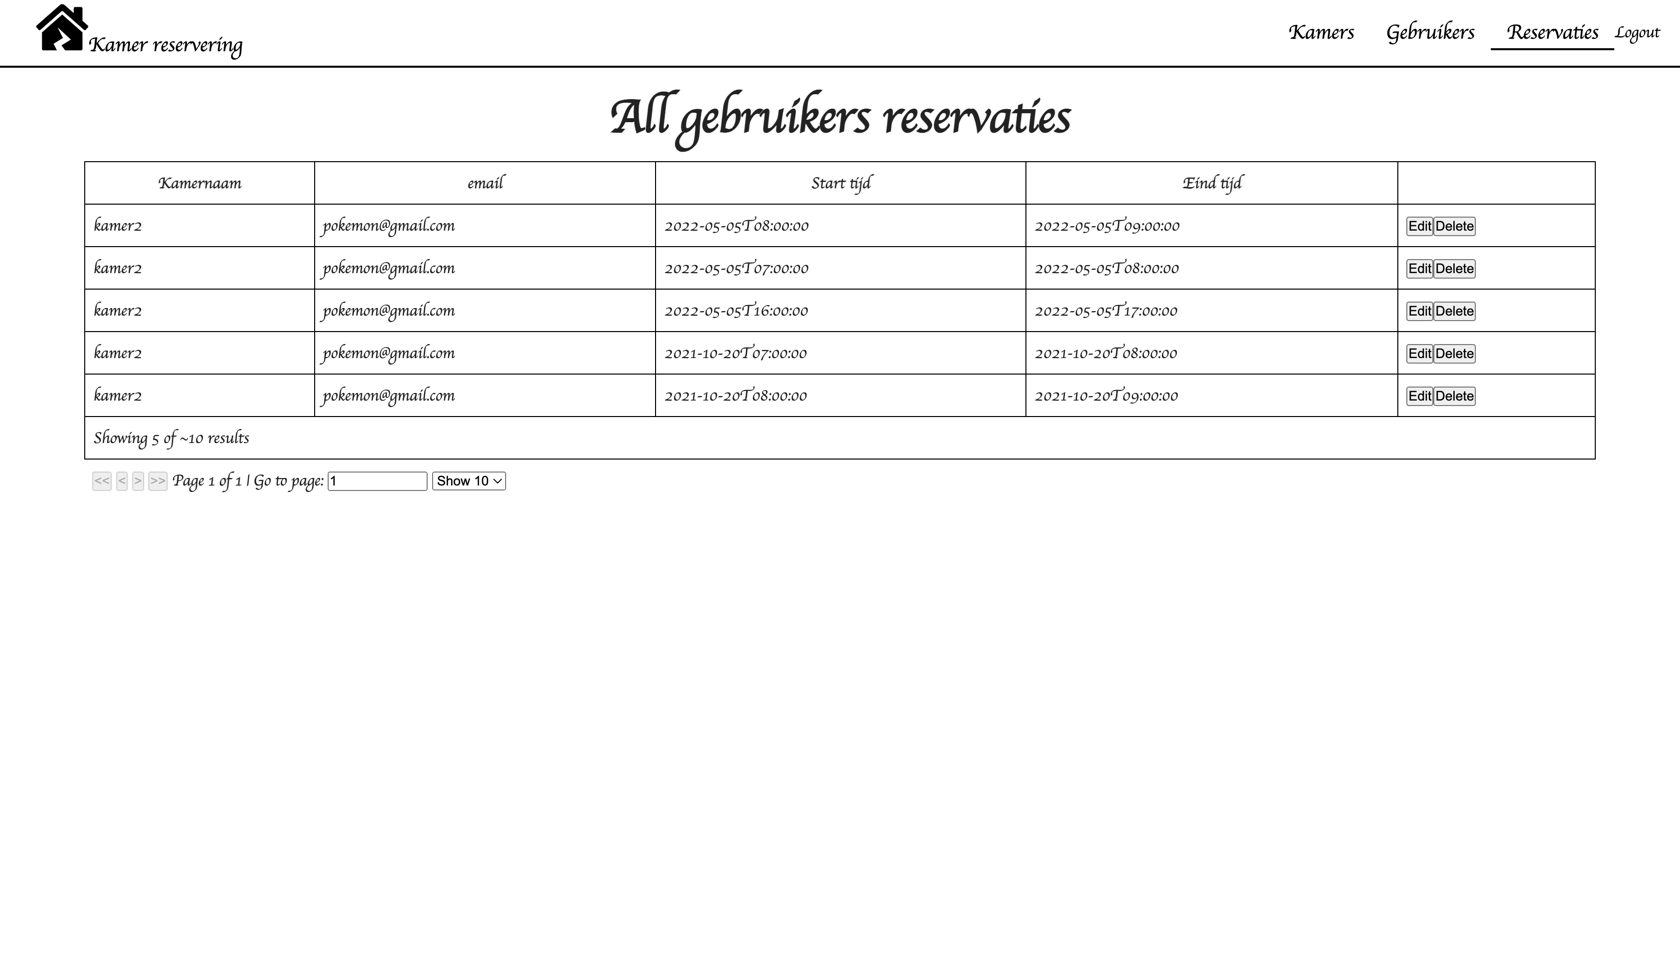 Kamer reservering
Kamers Gebruikers Reservaties Logout
All gebruikers reservaties
Kamernaam email Start tijd Eind tijd
kamer2 pokemon@gmail.com 2022-05-05T08:00:00 2022-05-05T09:00:00 Edit Delete
kamer2 pokemon@gmail.com 2022-05-05T07:00:00 2022-05-05T08:00:00 Edit Delete
kamer2 pokemon@gmail.com 2022-05-05T16:00:00 2022-05-05T17:00:00 Edit Delete
kamer2 pokemon@gmail.com 2021-10-20T07:00:00 2021-10-20T08:00:00 Edit Delete
kamer2 pokemon@gmail.com 2021-10-20T08:00:00 2021-10-20T09:00:00 Edit Delete
Showing 5 of ~10 results
<< < > >> Page 1 of 1 | Go to page: 1 Show 10